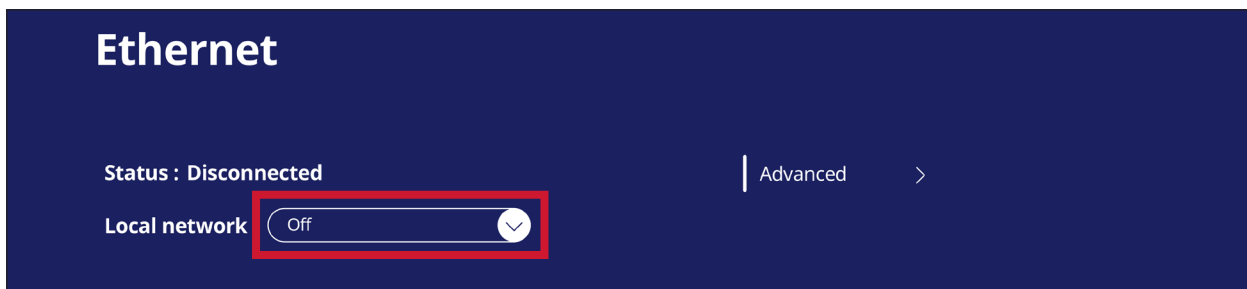 Ethernet
Status : Disconnected
Advanced
Local network
Off